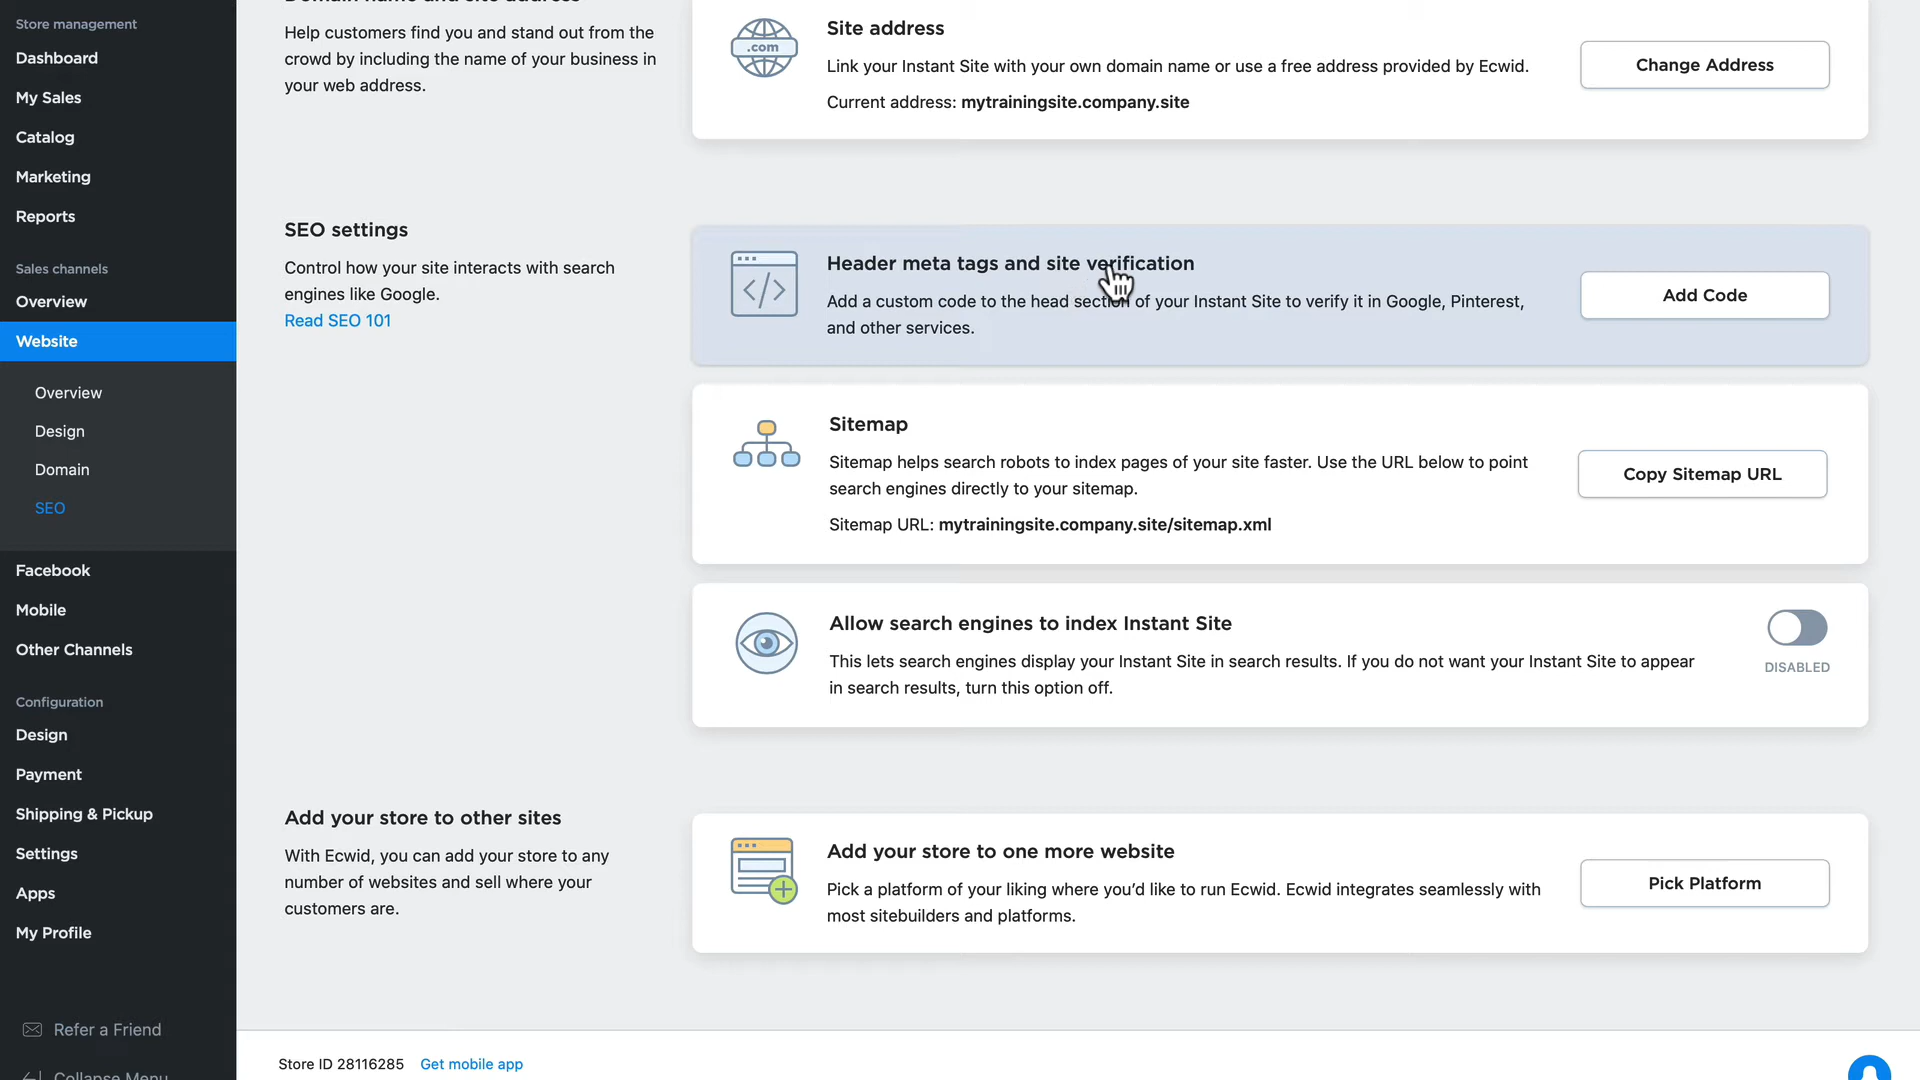 Store management
Dashboard
My Sales
Catalog
Marketing
Reports
Sales channels
Overview
Website
Overview
Design
Domain
SEO
Facebook
Mobile
Other Channels
Configuration
Design
Payment
Shipping & Pickup
Settings
Apps
My Profile
Refer a Friend
Collapse Menu
Domain name and site address
Help customers find you and stand out from the
crowd by including the name of your business in
your web address.
.com
Site address
Link your Instant Site with your own domain name or use a free address provided by Ecwid.
Current address: mytrainingsite.company.site
Change Address
SEO settings
Control how your site interacts with search
engines like Google.
Read SEO 101
Header meta tags and site verification
Add a custom code to the head section of your Instant Site to verify it in Google, Pinterest,
and other services.
Add Code
Sitemap
Sitemap helps search robots to index pages of your site faster. Use the URL below to point
search engines directly to your sitemap.
Sitemap URL: mytrainingsite.company.site/sitemap.xml
Copy Sitemap URL
Allow search engines to index Instant Site
This lets search engines display your Instant Site in search results. If you do not want your Instant Site to appear
in search results, turn this option off.
DISABLED
Add your store to other sites
With Ecwid, you can add your store to any
number of websites and sell where your
customers are.
Add your store to one more website
Pick a platform of your liking where you’d like to run Ecwid. Ecwid integrates seamlessly with
most sitebuilders and platforms.
Pick Platform
Store ID 28116285
Get mobile app